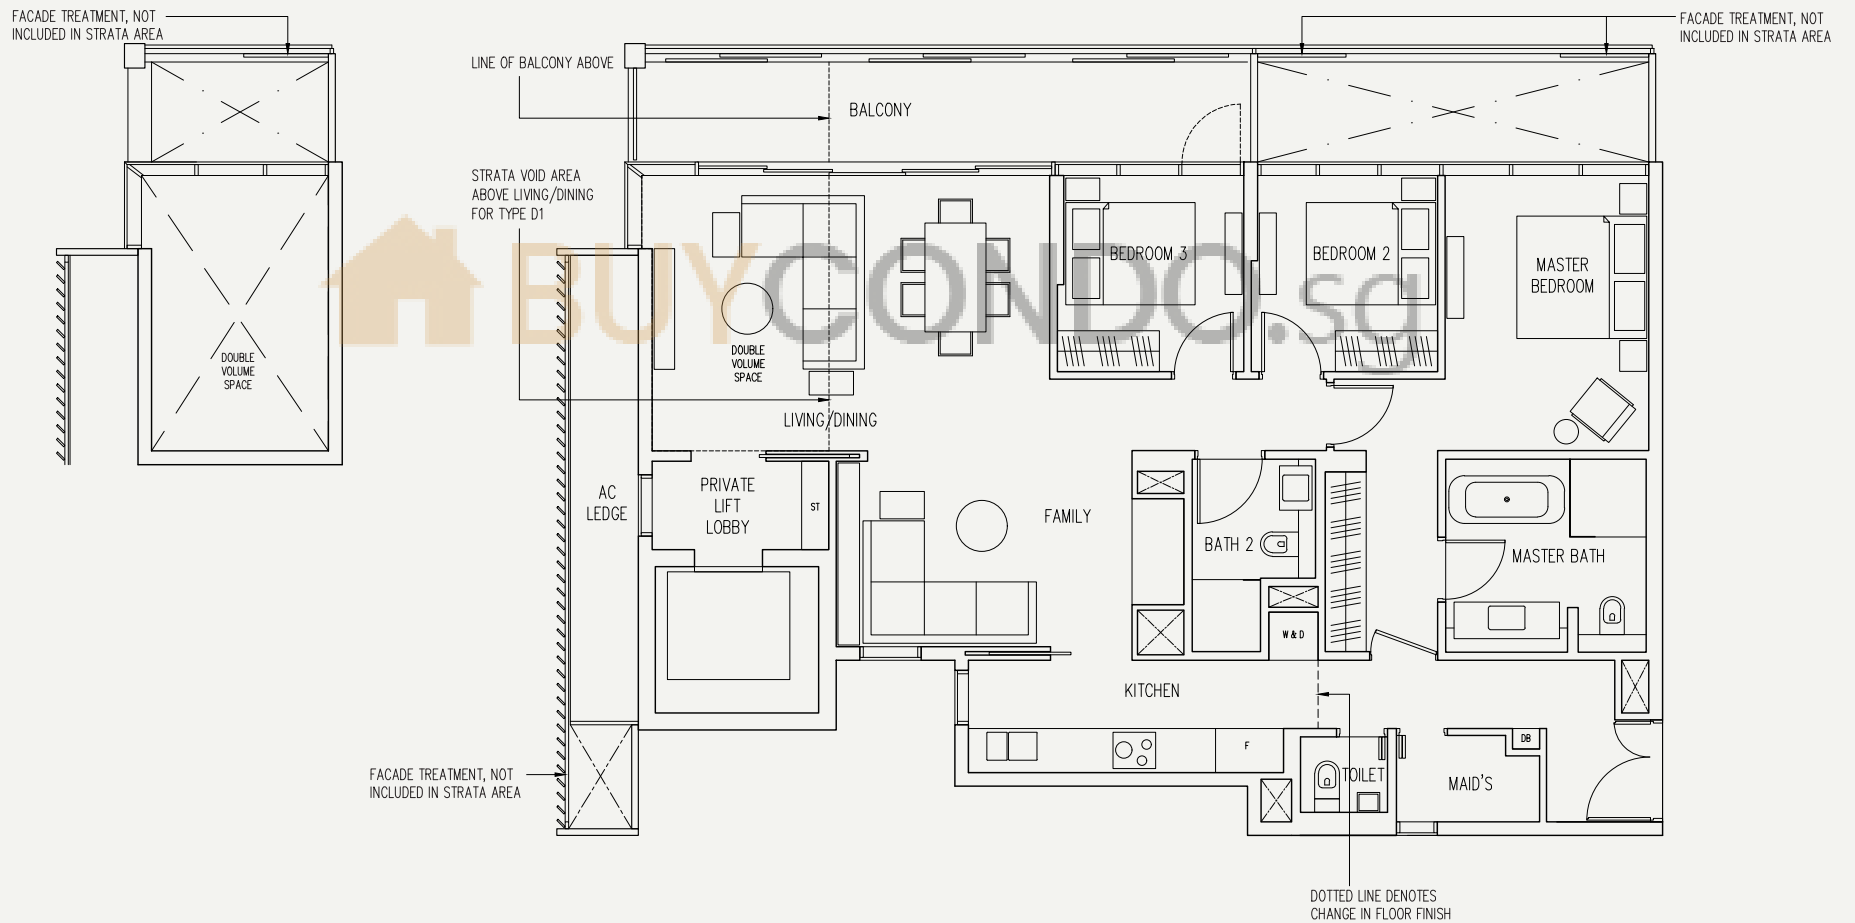 FACADE TREATMENT, NOT
INCLUDED IN STRATA AREA
FACADE TREATMENT, NOT
INCLUDED IN STRATA AREA
LINE OF BALCONY ABOVE
BALCONY
STRATA VOID AREA
ABOVE LIVING/DINING
FOR TYPE D1
BUYCONDO.sg
BEDROOM 3
BEDROOM 2
MASTER
BEDROOM
DOUBLE
VOLUME
SPACE
DOUBLE
VOLUME
SPACE
LIVING/DINING
AC
LEDGE
PRIVATE
LIFT
LOBBY
ST
FAMILY
BATH 2
MASTER BATH
W & D
KITCHEN
F
DB
TOILET
MAID'S
FACADE TREATMENT, NOT
INCLUDED IN STRATA AREA
DOTTED LINE DENOTES
CHANGE IN FLOOR FINISH